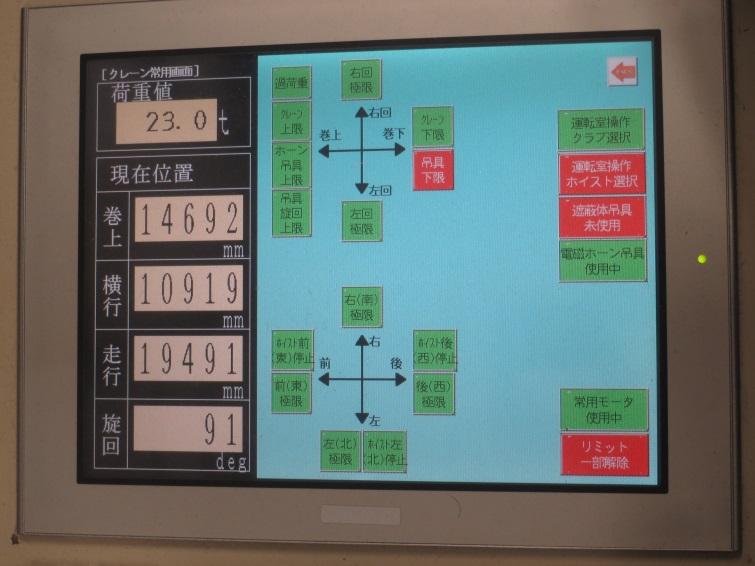 [クレーン常用画面]
荷重値
23.0 t
現在位置
巻上
14692
mm
横行
10919
mm
走行
19491
mm
旋回
91
deg
過荷重
右回
極限
クレーン
上限
右回
クレーン
下限
巻上
巻下
ホーン
吊具
上限
吊具
下限
吊具
旋回
上限
左回
左回
極限
運転室操作
クラブ選択
運転室操作
ホイスト選択
遮蔽体吊具
未使用
電磁ホーン吊具
使用中
右(南)
極限
ホイスト前
(東)停止
右
ホイスト後
(西)停止
前
後
前(東)
極限
後(西)
極限
左
左(北)
極限
ホイスト左
(北)停止
常用モータ
使用中
リミット
一部解除